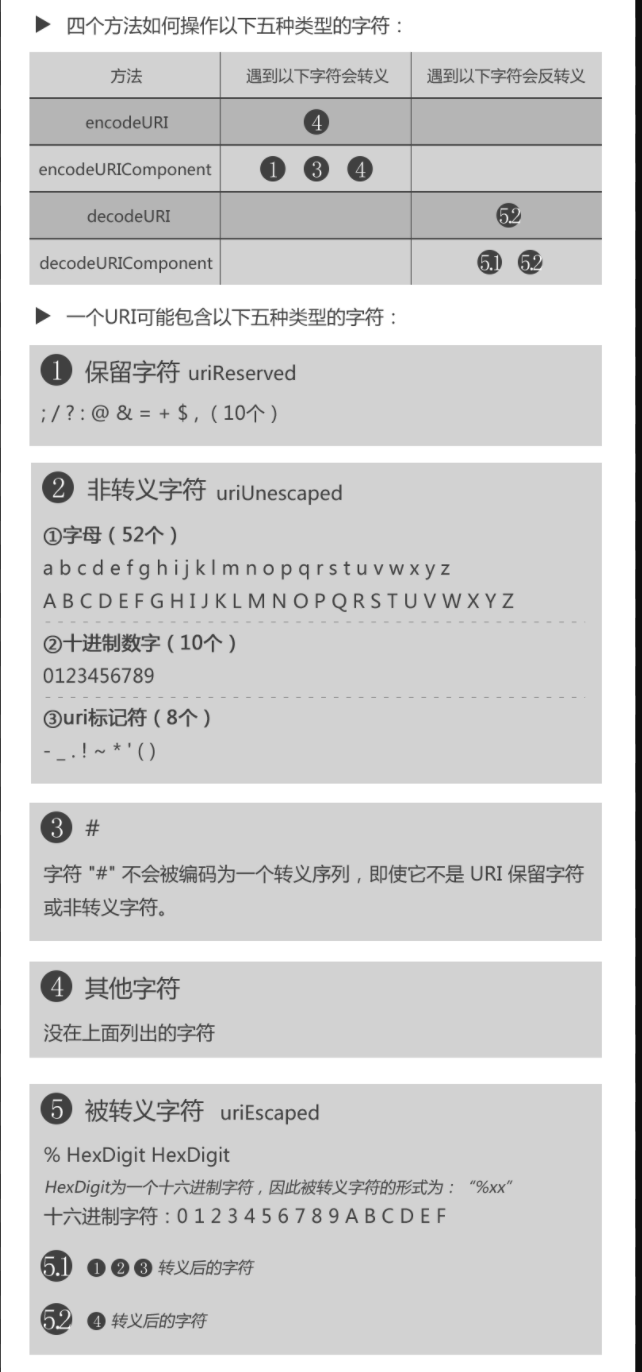 ▶ 四个方法如何操作以下五种类型的字符：
方法 遇到以下字符会转义 遇到以下字符会反转义
encodeURI 4
encodeURIComponent 1 3 4
decodeURI 5.2
decodeURIComponent 5.1 5.2
▶ 一个URI可能包含以下五种类型的字符：
1 保留字符 uriReserved
; / ? : @ & = + $ , （10个）
2 非转义字符 uriUnescaped
①字母（52个）
a b c d e f g h i j k l m n o p q r s t u v w x y z
A B C D E F G H I J K L M N O P Q R S T U V W X Y Z
②十进制数字（10个）
0123456789
③uri标记符（8个）
- _ . ! ~ * ' ( )
3 #
字符 "#" 不会被编码为一个转义序列，即使它不是 URI 保留字符
或非转义字符。
4 其他字符
没在上面列出的字符
5 被转义字符 uriEscaped
% HexDigit HexDigit
HexDigit为一个十六进制字符，因此被转义字符的形式为：“%xx”
十六进制字符：0 1 2 3 4 5 6 7 8 9 A B C D E F
5.1 1 2 3 转义后的字符
5.2 4 转义后的字符